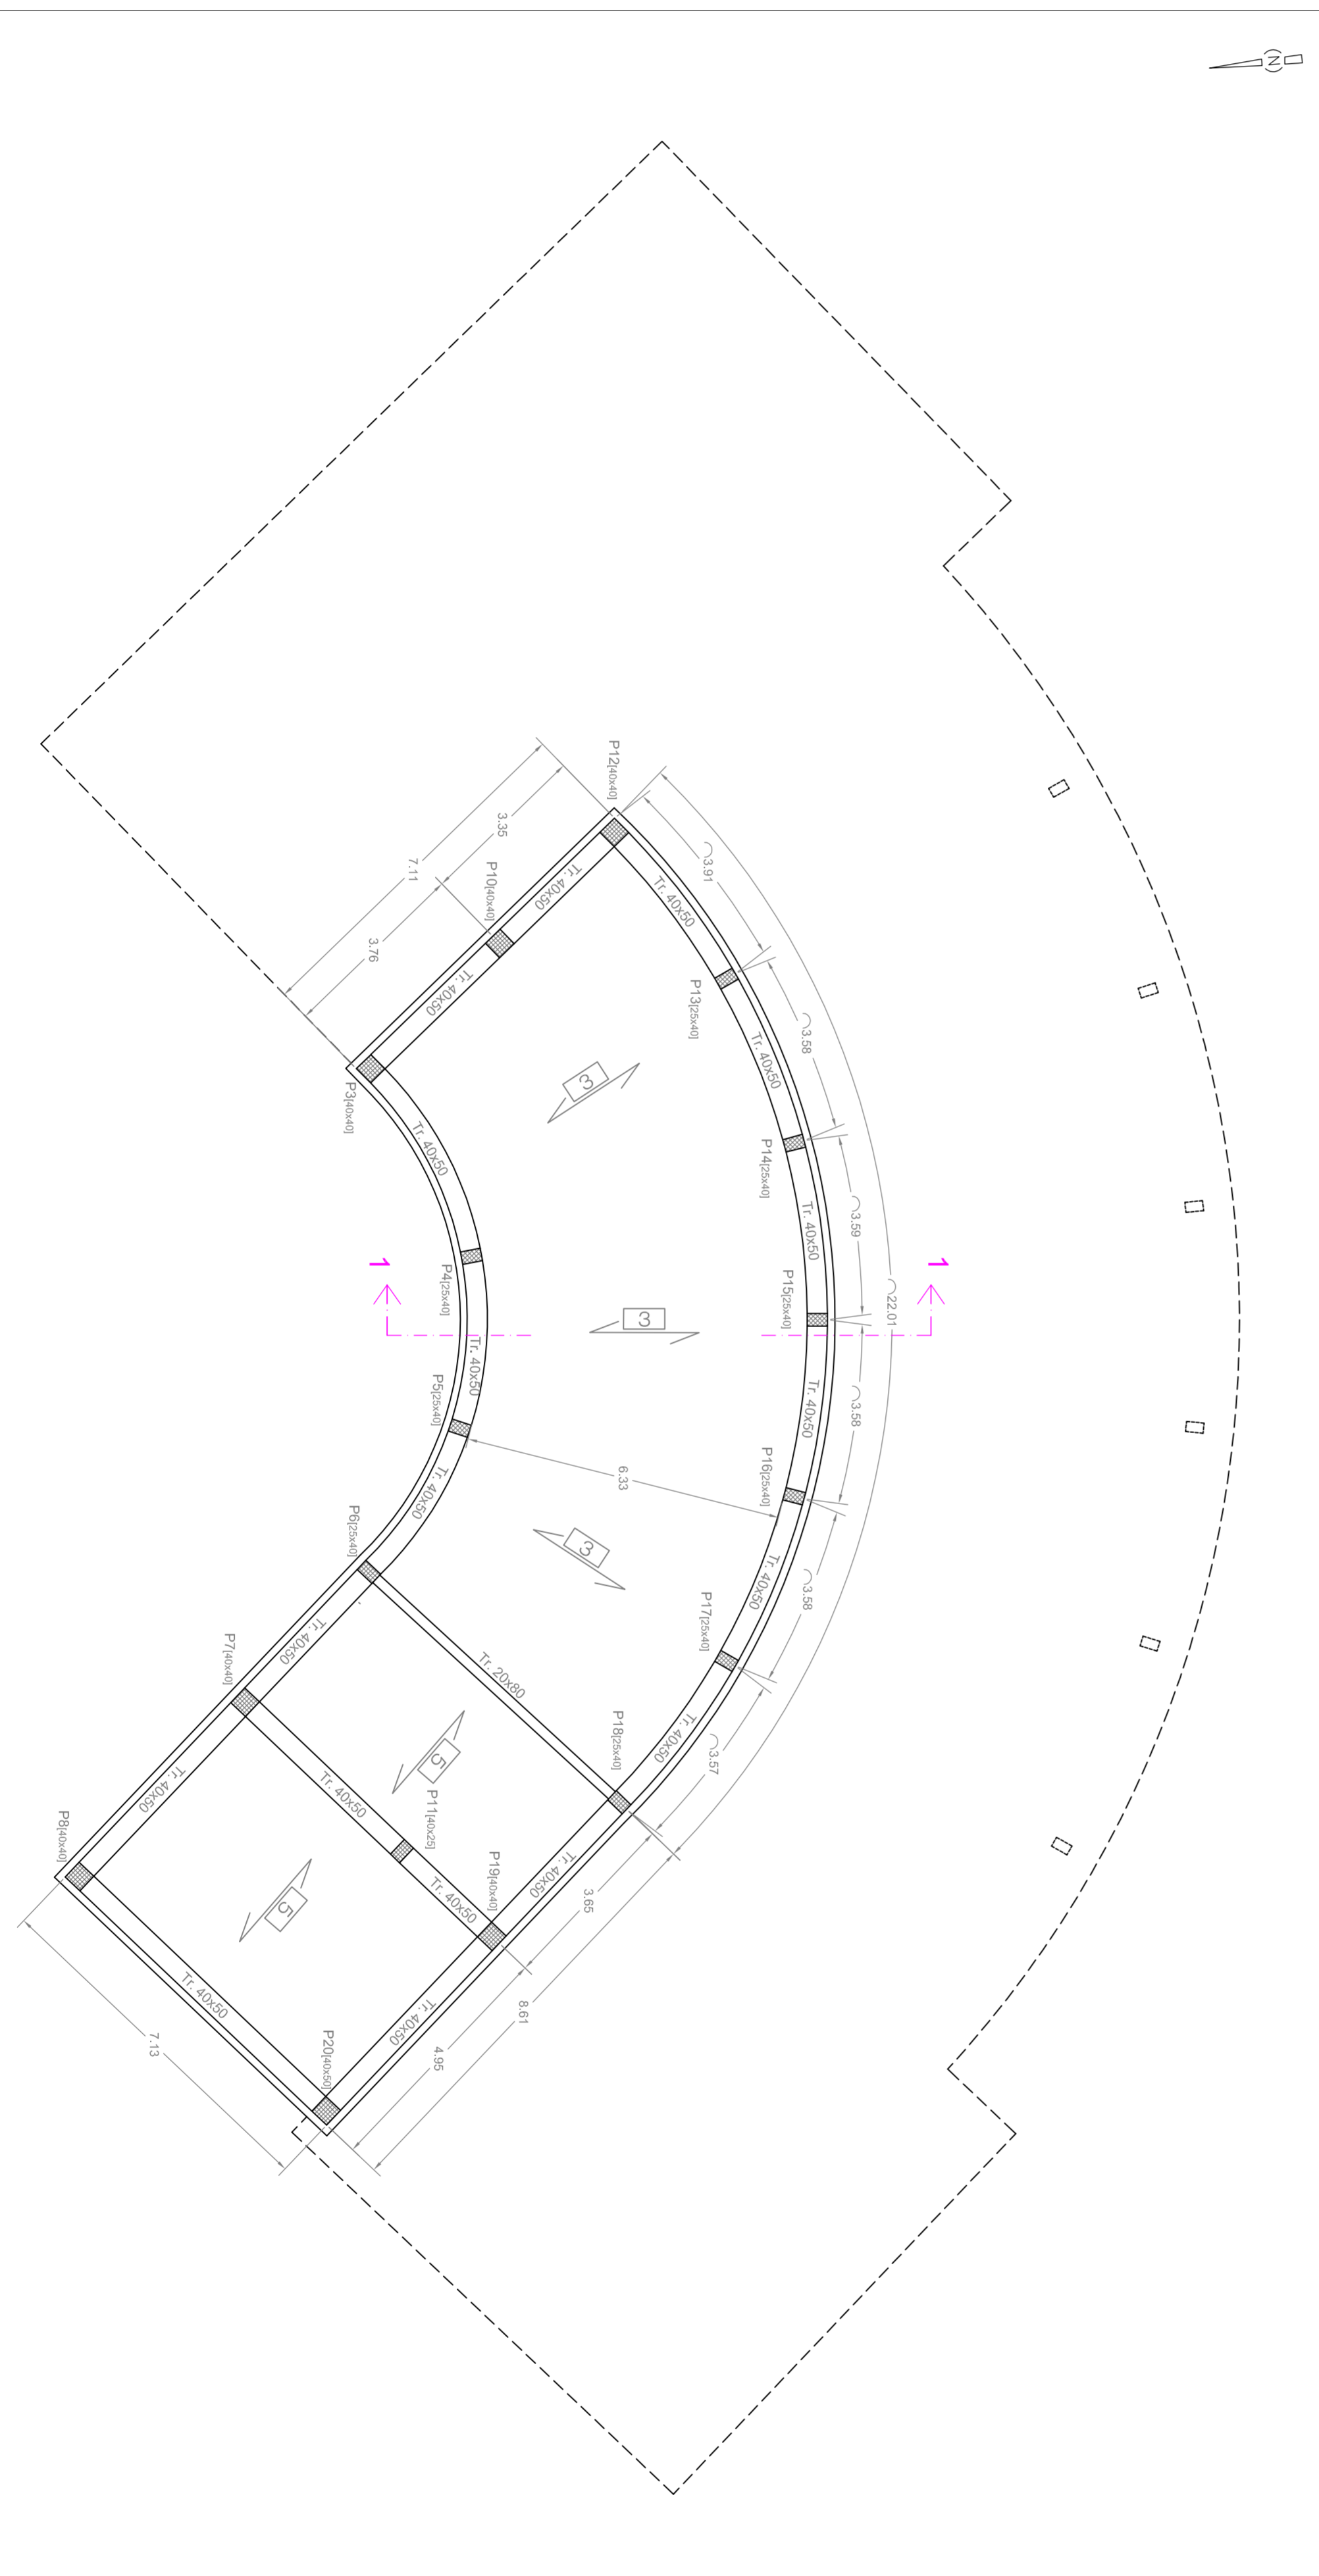 N
P12[40x40]
3.35
7.11
3.91
P10[40x40]
Tr. 40x50
Tr. 40x50
3.76
Tr. 40x50
P13[25x40]
3.58
Tr. 40x50
3
P3[40x40]
Tr. 40x50
P14[25x40]
3.59
Tr. 40x50
1
1
P4[25x40]
P15[25x40]
22.01
3
Tr. 40x50
P5[25x40]
Tr. 40x50
3.58
6.33
P16[25x40]
Tr. 40x50
P6[25x40]
3
Tr. 40x50
3.58
P17[25x40]
P7[40x40]
Tr. 40x50
Tr. 20x80
P18[25x40]
Tr. 40x50
3.57
5
Tr. 40x50
Tr. 40x50
P11[40x25]
P8[40x40]
P19[40x40]
Tr. 40x50
3.65
Tr. 40x50
5
Tr. 40x50
Tr. 40x50
8.61
4.95
P20[40x50]
7.13